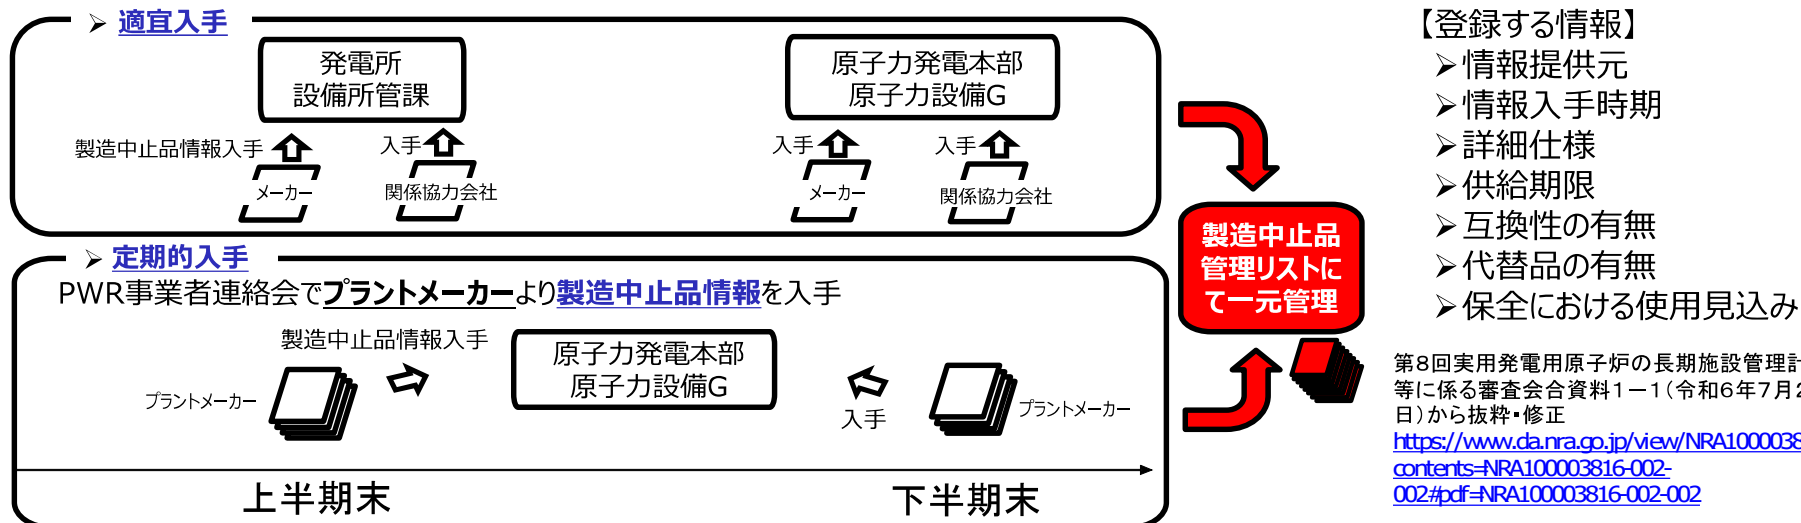 ➢ 適宜入手
発電所
設備所管課
原子力発電本部
原子力設備G
製造中止品情報入手
入手
入手
入手
メーカー
関係協力会社
メーカー
関係協力会社
➢ 定期的入手
PWR事業者連絡会でプラントメーカーより製造中止品情報を入手
製造中止品情報入手
原子力発電本部
原子力設備G
プラントメーカー
入手
プラントメーカー
上半期末
下半期末
製造中止品
管理リストに
て一元管理
【登録する情報】
➢情報提供元
➢情報入手時期
➢詳細仕様
➢供給期限
➢互換性の有無
➢代替品の有無
➢保全における使用見込み
第8回実用発電用原子炉の長期施設管理計
等に係る審査会合資料1－1(令和6年7月2
日)から抜粋・修正
https://www.da.nra.go.jp/view/NRA1000038
contents=NRA100003816-002-
002#pdf=NRA100003816-002-002